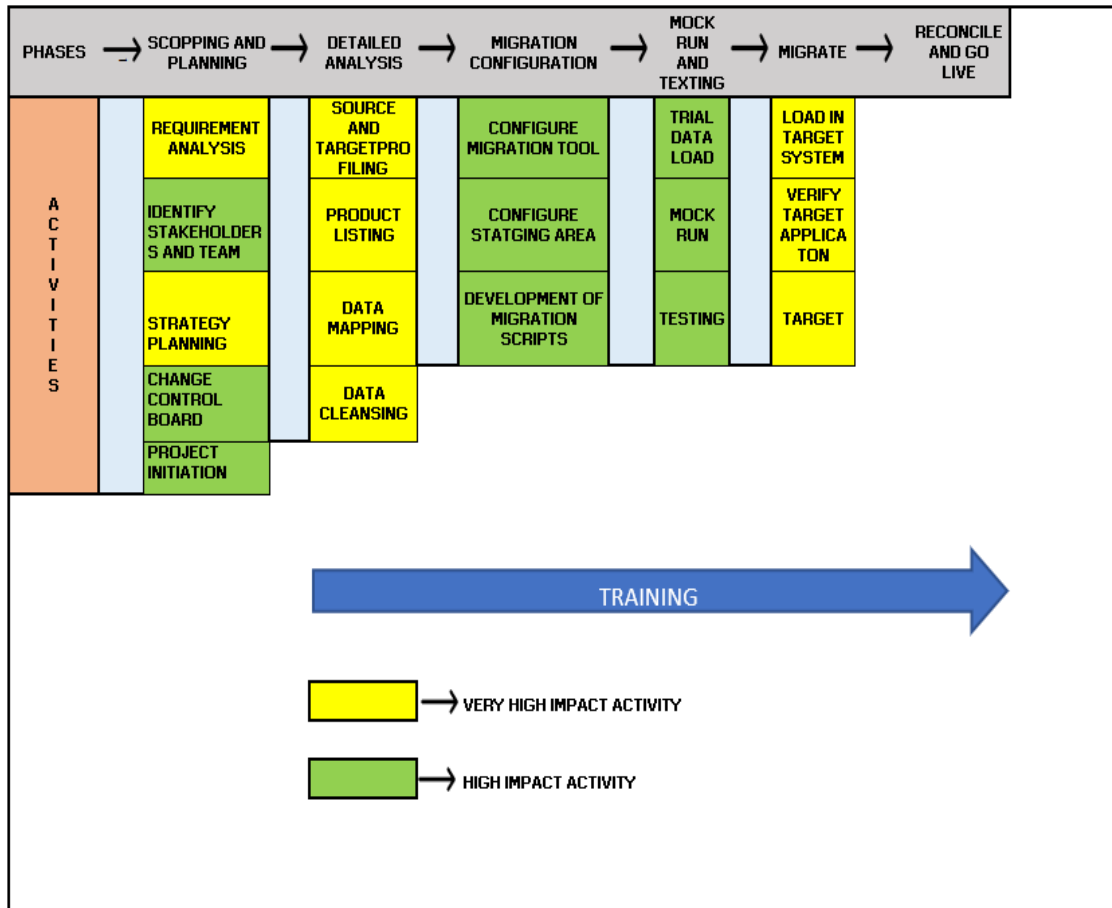 PHASES
SCOPPING AND
PLANNING
DETAILED
ANALYSIS
MIGRATION
CONFIGURATION
MOCK
RUN
AND
TEXTING
MIGRATE
RECONCILE
AND GO
LIVE
A
C
T
I
V
I
T
I
E
S
REQUIREMENT
ANALYSIS
IDENTIFY
STAKEHOLDER
S AND TEAM
STRATEGY
PLANNING
CHANGE
CONTROL
BOARD
PROJECT
INITIATION
SOURCE
AND
TARGETPRO
FILING
PRODUCT
LISTING
DATA
MAPPING
DATA
CLEANSING
CONFIGURE
MIGRATION TOOL
CONFIGURE
STATGING AREA
DEVELOPMENT OF
MIGRATION
SCRIPTS
TRIAL
DATA
LOAD
MOCK
RUN
TESTING
LOAD IN
TARGET
SYSTEM
VERIFY
TARGET
APPLICA
TON
TARGET
TRAINING
VERY HIGH IMPACT ACTIVITY
HIGH IMPACT ACTIVITY